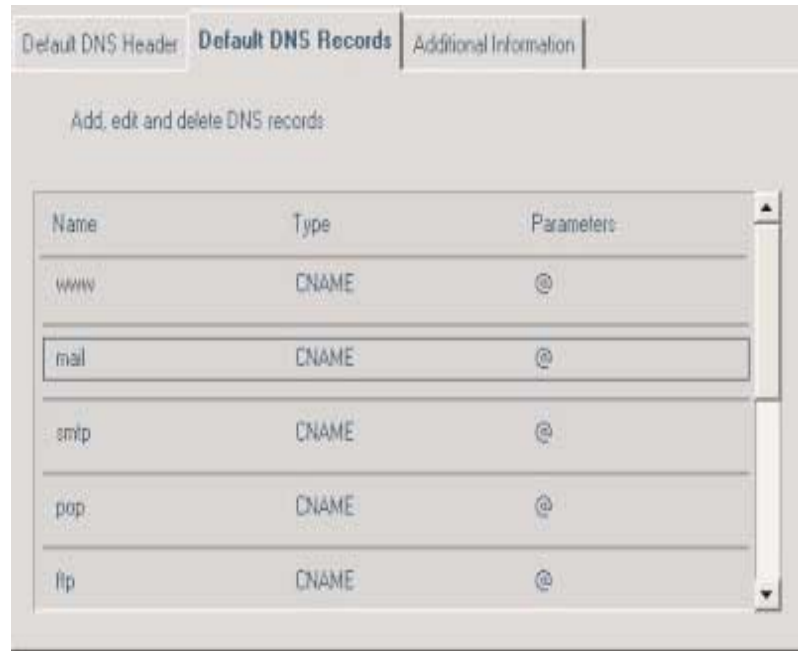 Default DNS Header Default DNS Records Additional Information
Add, edit and delete DNS records
Name Type Parameters
www CNAME @
mail CNAME @
smtp CNAME @
pop CNAME @
ftp CNAME @